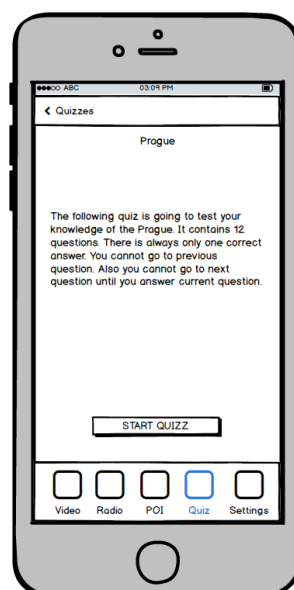 ABC 03:09 PM
< Quizzes
Prague
The following quiz is going to test your
knowledge of the Prague. It contains 12
questions. There is always only one correct
answer. You cannot go to previous
question. Also you cannot go to next
question until you answer current question.
START QUIZZ
Video Radio POI Quiz Settings